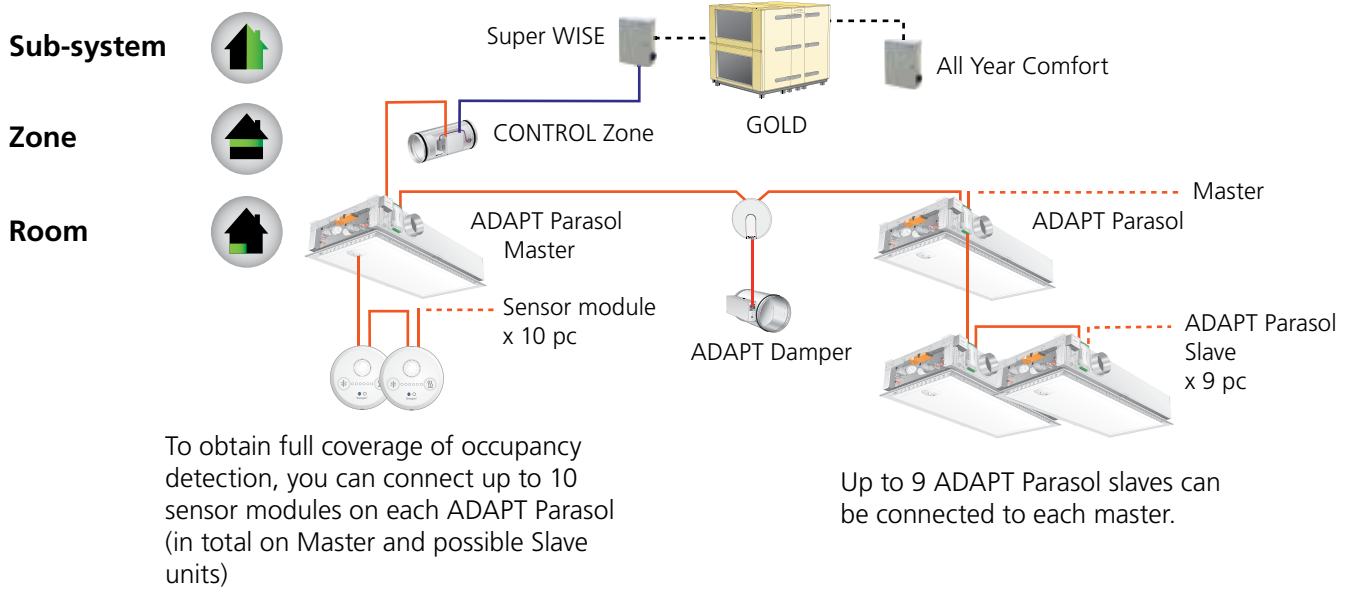 Sub-system
Super WISE
All Year Comfort
Zone
CONTROL Zone
GOLD
Room
ADAPT Parasol
Master
Master
ADAPT Parasol
Sensor module
x 10 pc
ADAPT Damper
ADAPT Parasol
Slave
x 9 pc
To obtain full coverage of occupancy
detection, you can connect up to 10
sensor modules on each ADAPT Parasol
(in total on Master and possible Slave
units)
Up to 9 ADAPT Parasol slaves can
be connected to each master.